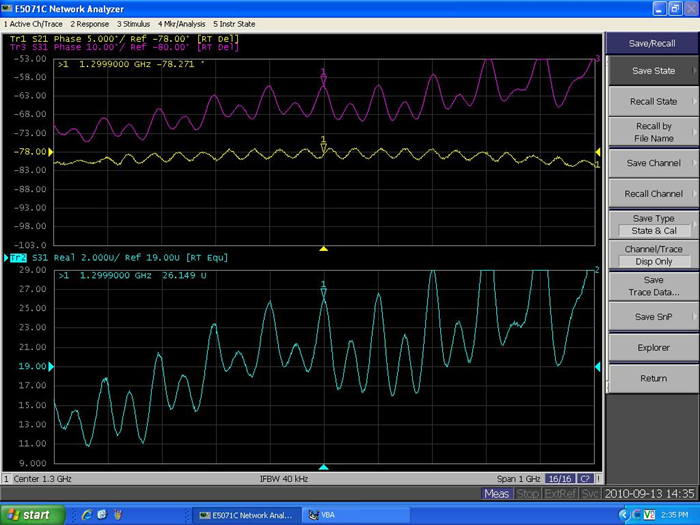 E5071C Network Analyzer
1 Active Ch/Trace 2 Response 3 Stimulus 4 Mkr/Analysis 5 Instr State
Tr1 S21 Phase 5.000°/ Ref -78.00° [RT Del]
Tr3 S31 Phase 10.00°/ Ref -80.00° [RT Del]
-53.00
>1 1.2999000 GHz -78.271 °
3
-58.00
1
-63.00
-68.00
-73.00
1
-78.00
1
-83.00
-88.00
-93.00
-98.00
-103.0
Tr2 S31 Real 2.000U/ Ref 19.00U [RT Equ]
29.00
>1 1.2999000 GHz 26.149 U
2
27.00
1
25.00
23.00
21.00
19.00
17.00
15.00
13.00
11.00
9.000
1 Center 1.3 GHz IFBW 40 kHz Span 1 GHz 16/16 C? !
Meas Stop ExtRef Svc 2010-09-13 14:35
Save/Recall
Save State
Recall State
Recall by
File Name
Save Channel
Recall Channel
Save Type
State & Cal
Channel/Trace
Disp Only
Save
Trace Data...
Save SnP
Explorer
Return
start E5071C Network Anal... VBA 2:35 PM